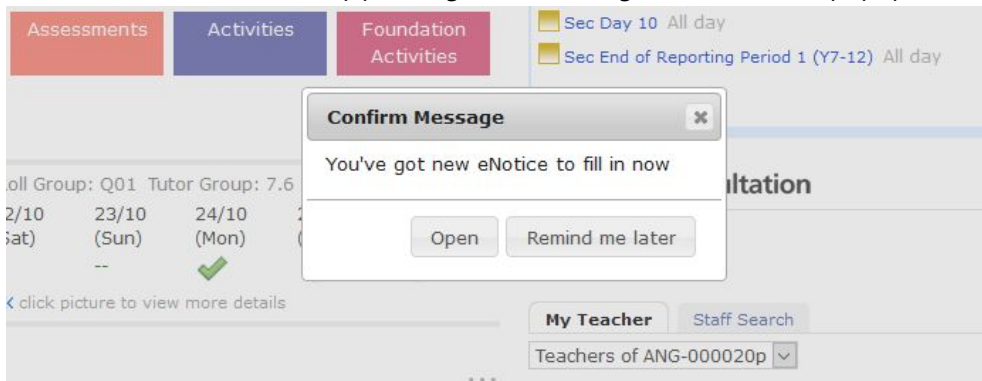 Assessments
Activities
Foundation
Activities
Sec Day 10 All day
Sec End of Reporting Period 1 (Y7-12) All day
Confirm Message
You've got new eNotice to fill in now
Open
Remind me later
Group: Q01 Tutor Group: 7.6
23/10
24/10
(Sun)
(Mon)
--
click picture to view more details
My Teacher
Staff Search
Teachers of ANG-000020p